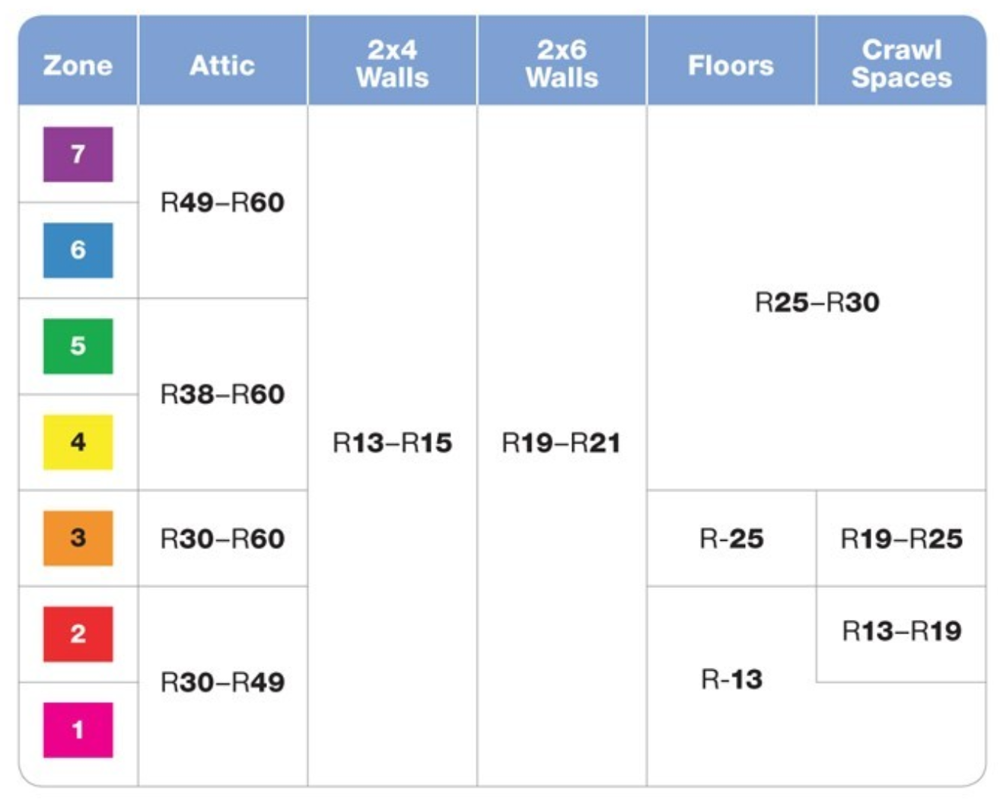 Zone
Attic
2x4
Walls
2x6
Walls
Floors
Crawl
Spaces
7
R49–R60
6
R25–R30
5
R38–R60
4
R13–R15
R19–R21
3
R30–R60
R-25
R19–R25
2
R13–R19
R30–R49
R-13
1